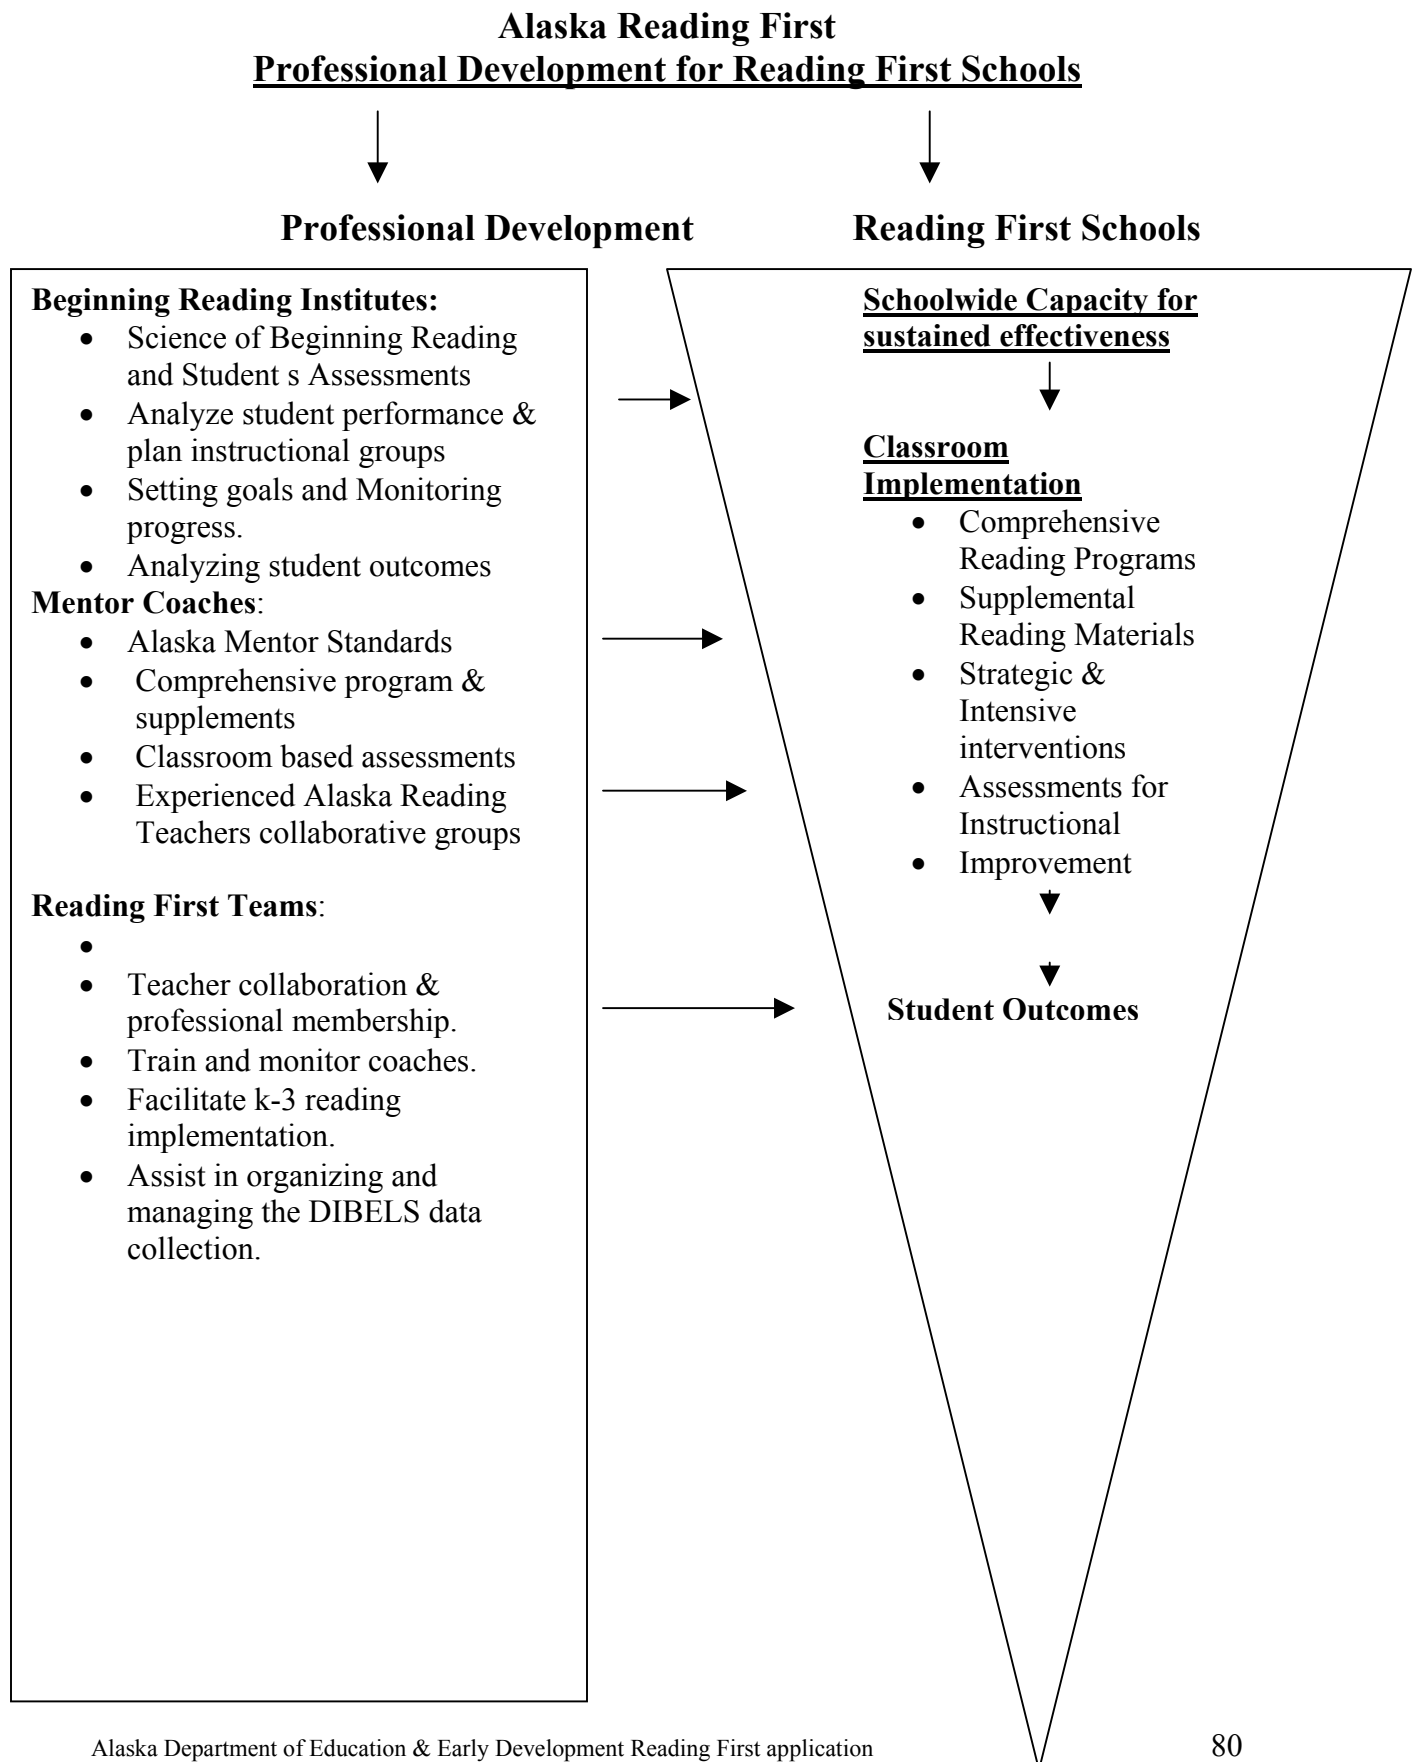 Alaska Reading First
Professional Development for Reading First Schools
Professional Development
Reading First Schools
Beginning Reading Institutes:
• Science of Beginning Reading
and Student s Assessments
• Analyze student performance &
plan instructional groups
• Setting goals and Monitoring
progress.
• Analyzing student outcomes
Mentor Coaches:
• Alaska Mentor Standards
• Comprehensive program &
supplements
• Classroom based assessments
• Experienced Alaska Reading
Teachers collaborative groups
Reading First Teams:
•
• Teacher collaboration &
professional membership.
• Train and monitor coaches.
• Facilitate k-3 reading
implementation.
• Assist in organizing and
managing the DIBELS data
collection.
Schoolwide Capacity for
sustained effectiveness
Classroom
Implementation
• Comprehensive
Reading Programs
• Supplemental
Reading Materials
• Strategic &
Intensive
interventions
• Assessments for
Instructional
• Improvement
Student Outcomes
Alaska Department of Education & Early Development Reading First application
80